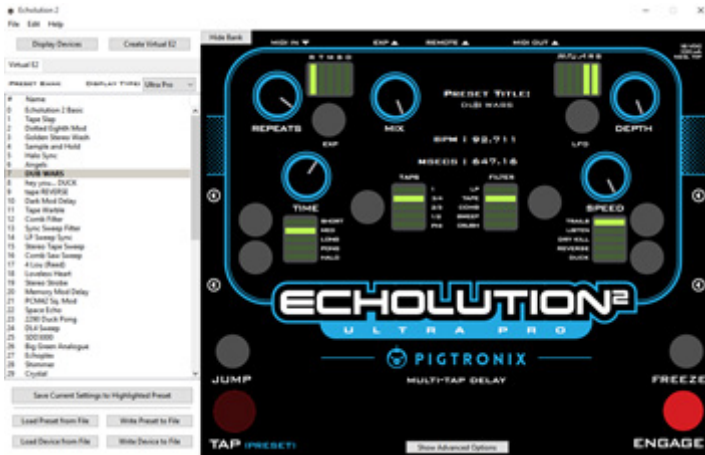 Echolution 2
File Edit Help
Display Devices Create Virtual E2
Virtual E2
PRESET BANK: DISPLAY TYPE: Ultra Pro
# Name
0 Echolution 2 Basic
1 Tape Slap
2 Dotted Eighth Mod
3 Golden Stereo Wash
4 Sample and Hold
5 Halo Sync
6 Angels
7 DUB WARS
8 hey you... DUCK
9 tape REVERSE
10 Dark Mod Delay
11 Tape Warble
12 Comb Filter
13 Sync Sweep Filter
14 LP Sweep Sync
15 Stereo Tape Sweep
16 Comb Saw Sweep
17 4 Lou (Reed)
18 Loveless Heart
19 Stereo Strobe
20 Memory Mod Delay
21 PCM42 Sq. Mod
22 Space Echo
23 2290 Duck Pong
24 DL4 Sweep
25 SDD3000
26 Big Green Analogue
27 Echoplex
28 Shimmer
29 Crystal
Save Current Settings to Highlighted Preset
Load Preset from File Write Preset to File
Load Device from File Write Device to File
Hide Bank
MIDI IN EXP REMOTE MIDI OUT
PRESET TITLE:
DUB WARS
REPEATS MIX DEPTH
EXP LFO
BPM : 92.711
MSECS : 647.16
TAPS FILTER
1 LP
3/4 TAPE
2/3 COMB
1/2 SWEEP
CRUSH
TIME SPEED
SHORT TRAILS
MED LISTEN
LONG DRY KILL
PONG REVERSE
HALO DUCK
ECHOLUTION²
ULTRA PRO
PIGTRONIX
MULTI-TAP DELAY
JUMP FREEZE
TAP (PRESET) ENGAGE
Show Advanced Options